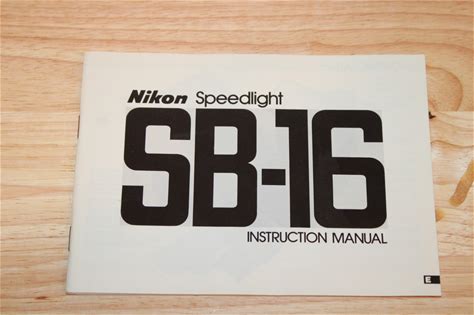 Nikon Speedlight
SB-16
INSTRUCTION MANUAL
E